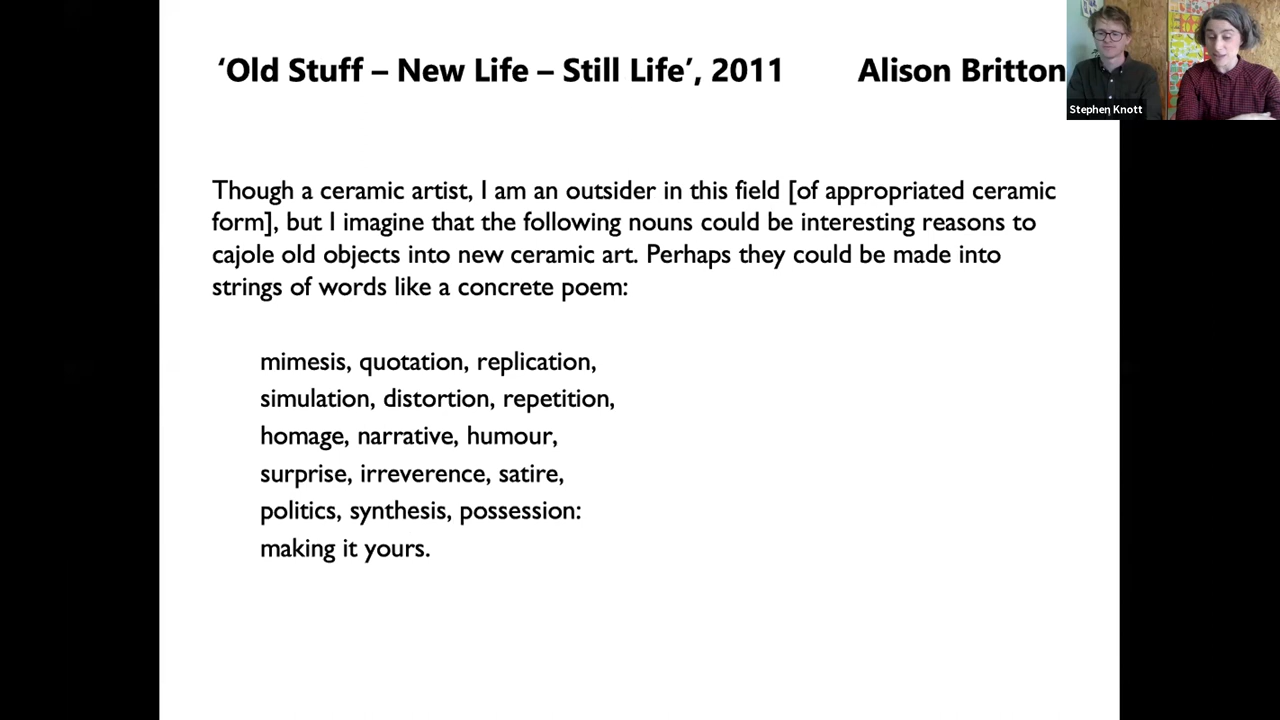 ‘Old Stuff – New Life – Still Life’, 2011 Alison Britton
Stephen Knott
Though a ceramic artist, I am an outsider in this field [of appropriated ceramic
form], but I imagine that the following nouns could be interesting reasons to
cajole old objects into new ceramic art. Perhaps they could be made into
strings of words like a concrete poem:
mimesis, quotation, replication,
simulation, distortion, repetition,
homage, narrative, humour,
surprise, irreverence, satire,
politics, synthesis, possession:
making it yours.